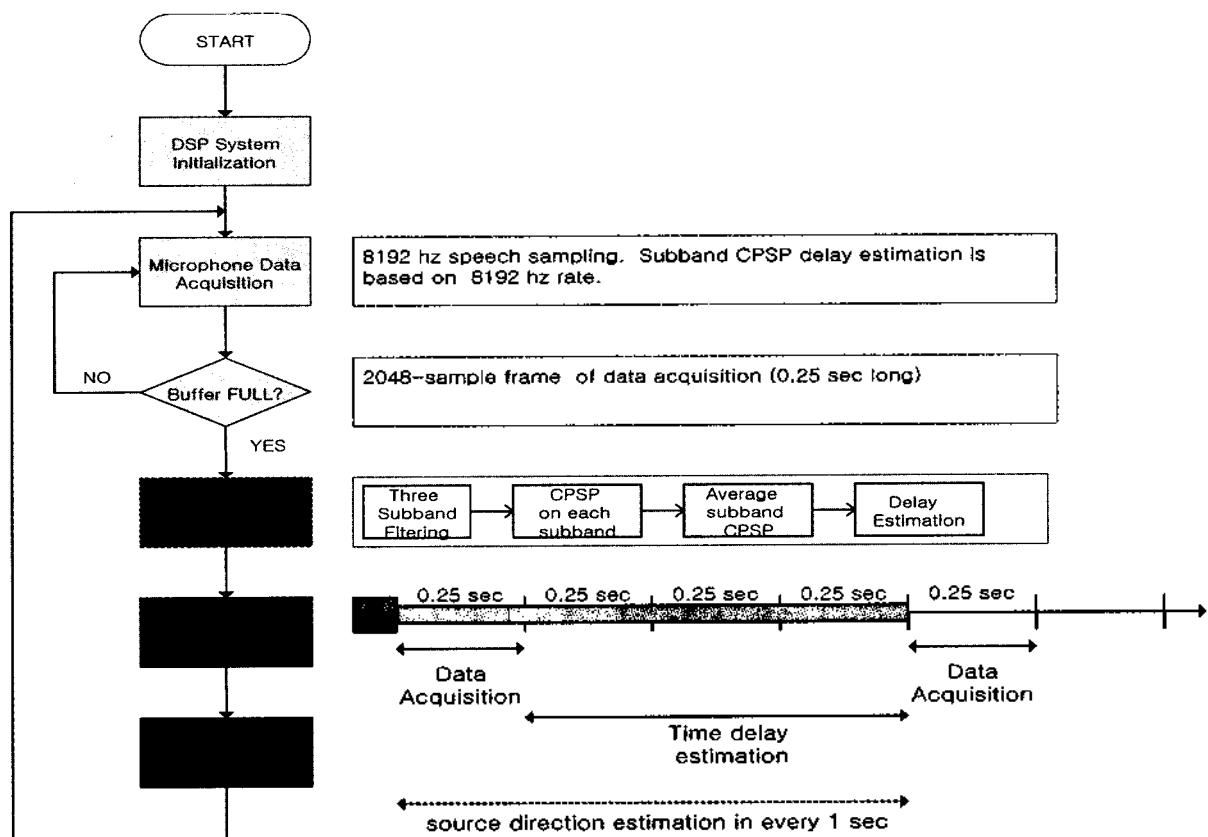 START
DSP System
Initialization
Microphone Data
Acquisition
8192 hz speech sampling. Subband CPSP delay estimation is
based on 8192 hz rate.
NO
Buffer FULL?
2048-sample frame of data acquisition (0.25 sec long)
YES
Three
Subband
Filtering
CPSP
on each
subband
Average
subband
CPSP
Delay
Estimation
0.25 sec
0.25 sec
0.25 sec
0.25 sec
0.25 sec
Data
Acquisition
Data
Acquisition
Time delay
estimation
source direction estimation in every 1 sec